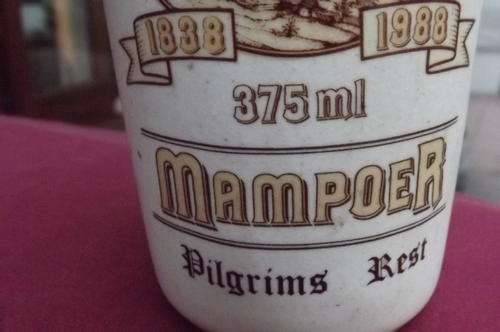 1838 1988
375 ml
MAMPOER
Pilgrims Rest